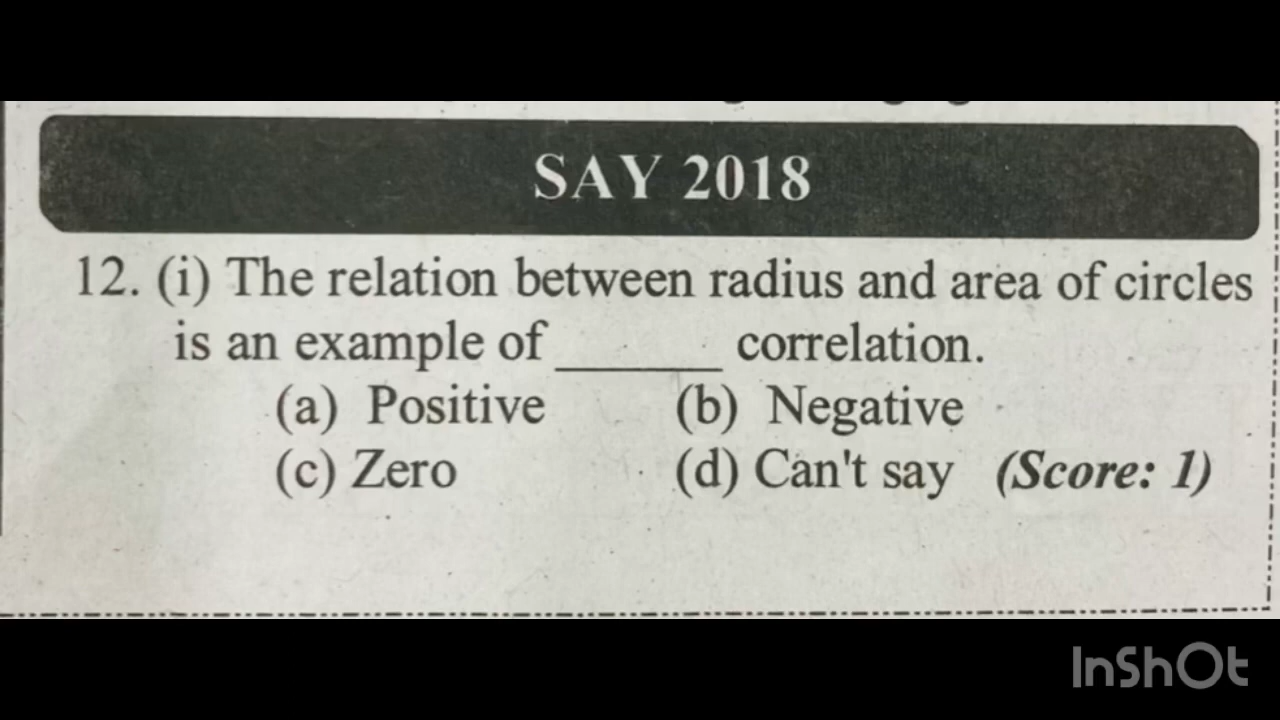 SAY 2018
12. (i) The relation between radius and area of circles
is an example of ______ correlation.
(a) Positive (b) Negative
(c) Zero (d) Can't say (Score: 1)
InShOt